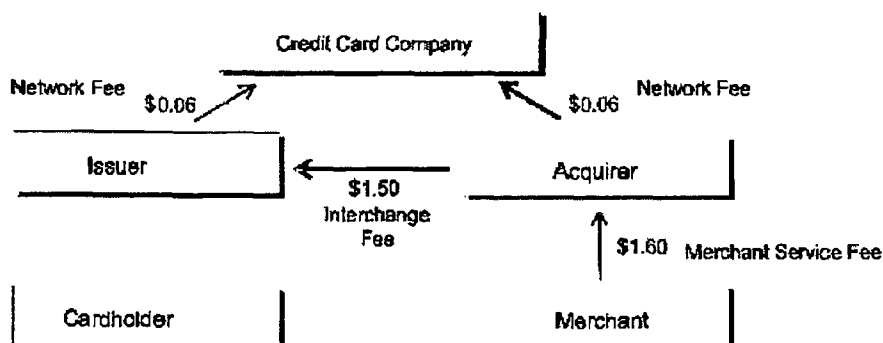 Credit Card Company
Network Fee
$0.06
$0.06
Network Fee
Issuer
Acquirer
$1.50
Interchange
Fee
$1.60
Merchant Service Fee
Cardholder
Merchant